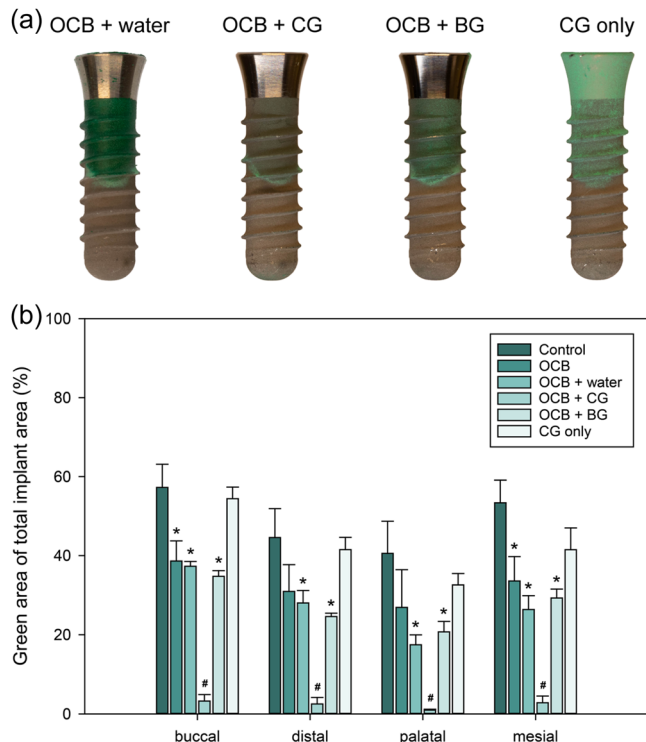 (a) OCB + water OCB + CG OCB + BG CG only
(b)
Green area of total implant area (%)
100
80
60
40
20
0
Control
OCB
OCB + water
OCB + CG
OCB + BG
CG only
* * # *
* # *
* # *
* * # *
buccal distal palatal mesial